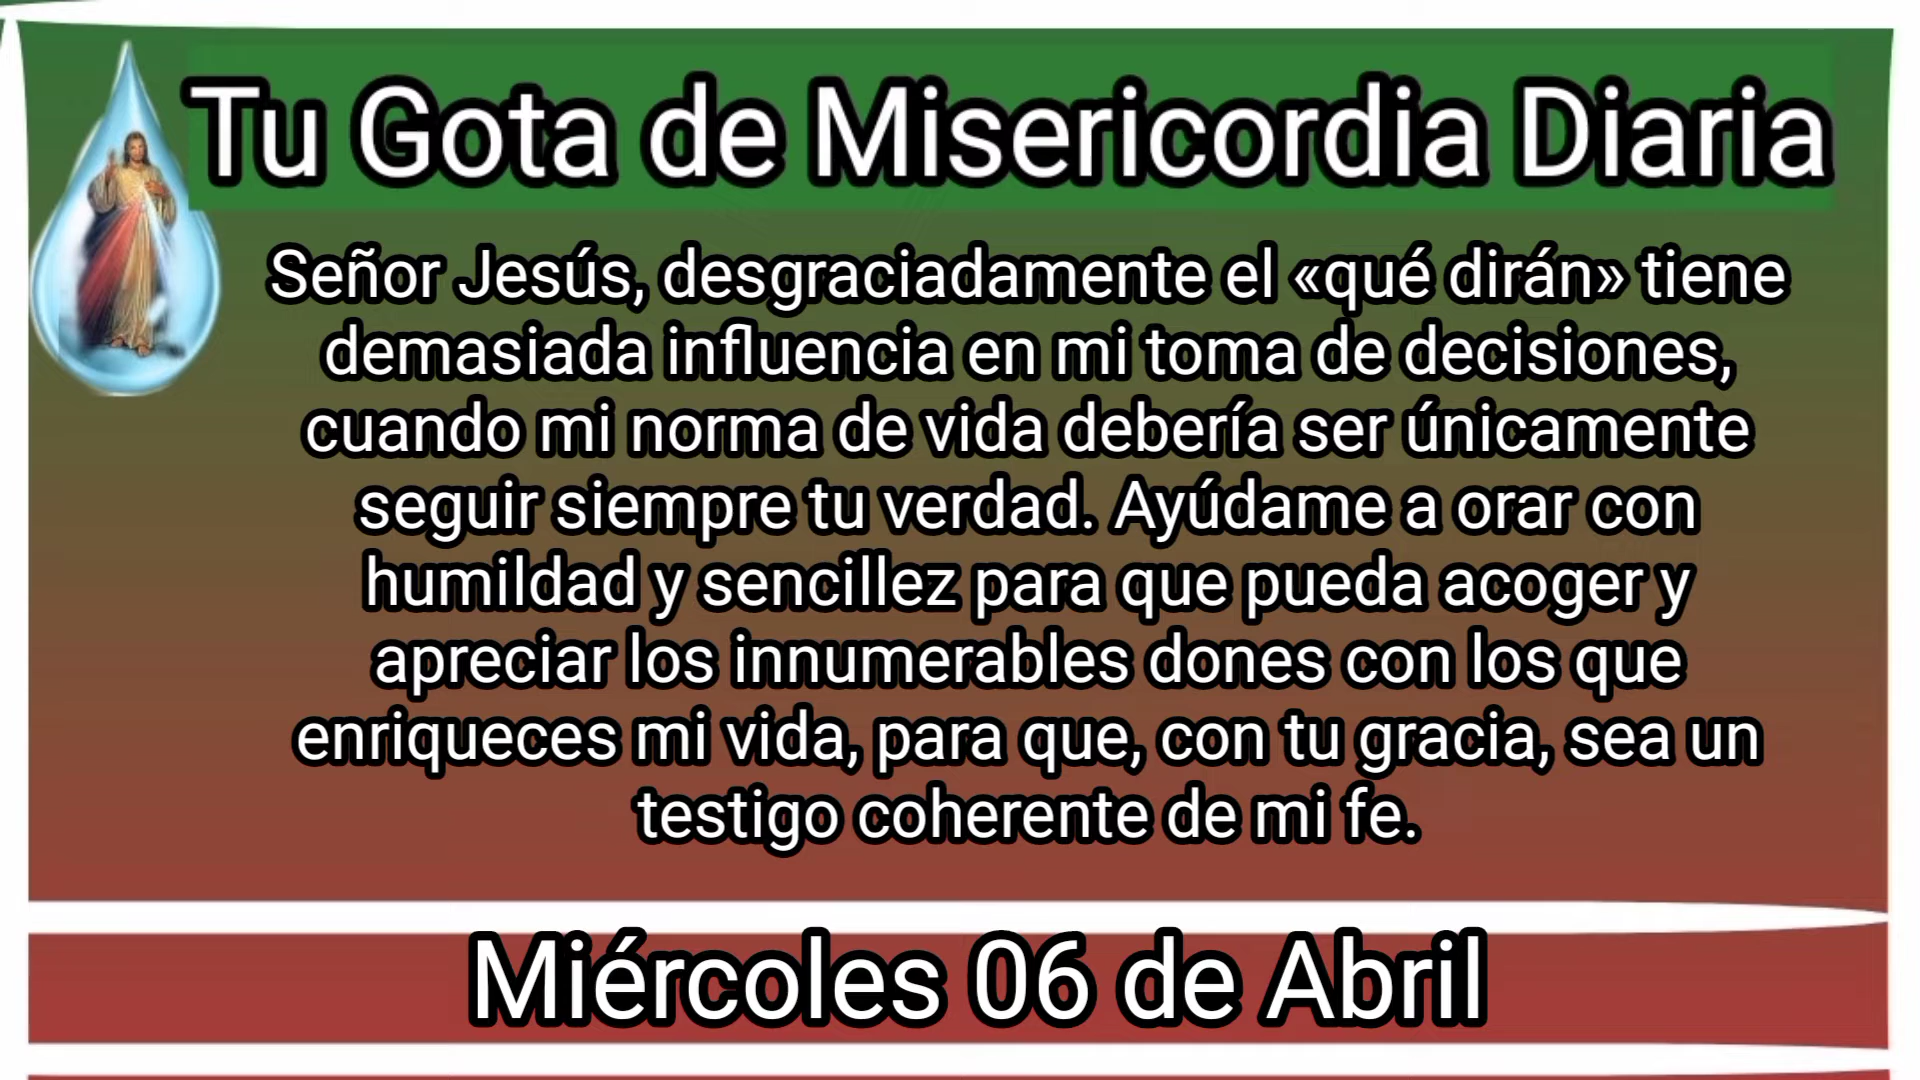 Tu Gota de Misericordia Diaria
Señor Jesús, desgraciadamente el «qué dirán» tiene
demasiada influencia en mi toma de decisiones,
cuando mi norma de vida debería ser únicamente
seguir siempre tu verdad. Ayúdame a orar con
humildad y sencillez para que pueda acoger y
apreciar los innumerables dones con los que
enriqueces mi vida, para que, con tu gracia, sea un
testigo coherente de mi fe.
Miércoles 06 de Abril